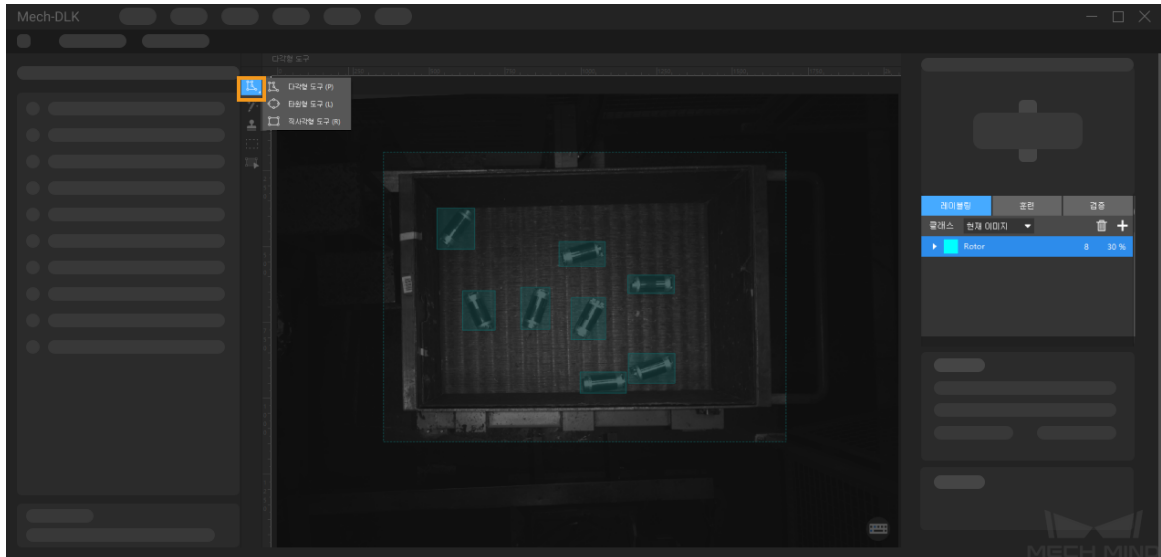 Mech-DLK
다각형 도구
다각형 도구 (P)
타원형 도구 (L)
직사각형 도구 (R)
레이블링 훈련 검증
클래스 현재 이미지
Rotor 8 30 %
MECH MIND